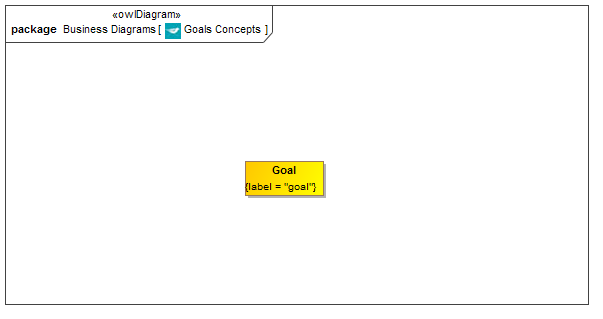 «owlDiagram»
package Business Diagrams [ Goals Concepts ]
Goal
{label = "goal"}